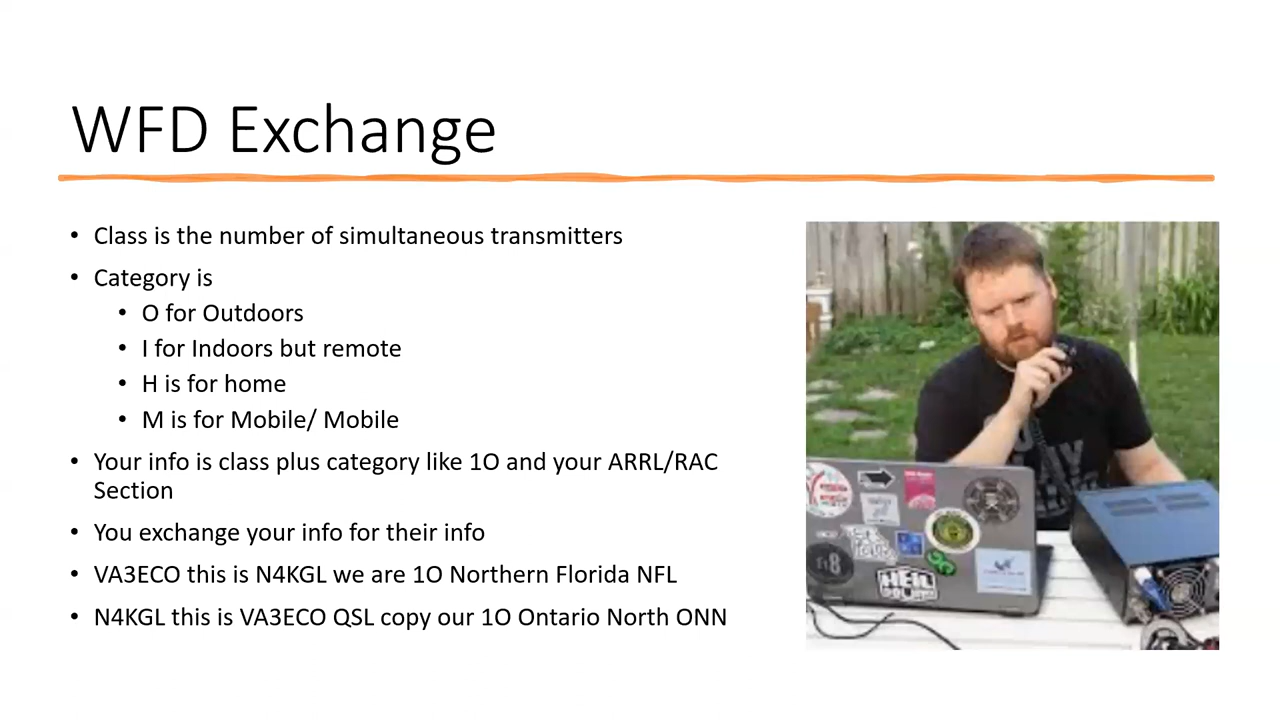 WFD Exchange
• Class is the number of simultaneous transmitters
• Category is
• O for Outdoors
• I for Indoors but remote
• H is for home
• M is for Mobile/ Mobile
• Your info is class plus category like 1O and your ARRL/RAC
Section
• You exchange your info for their info
• VA3ECO this is N4KGL we are 1O Northern Florida NFL
• N4KGL this is VA3ECO QSL copy our 1O Ontario North ONN
HEIL